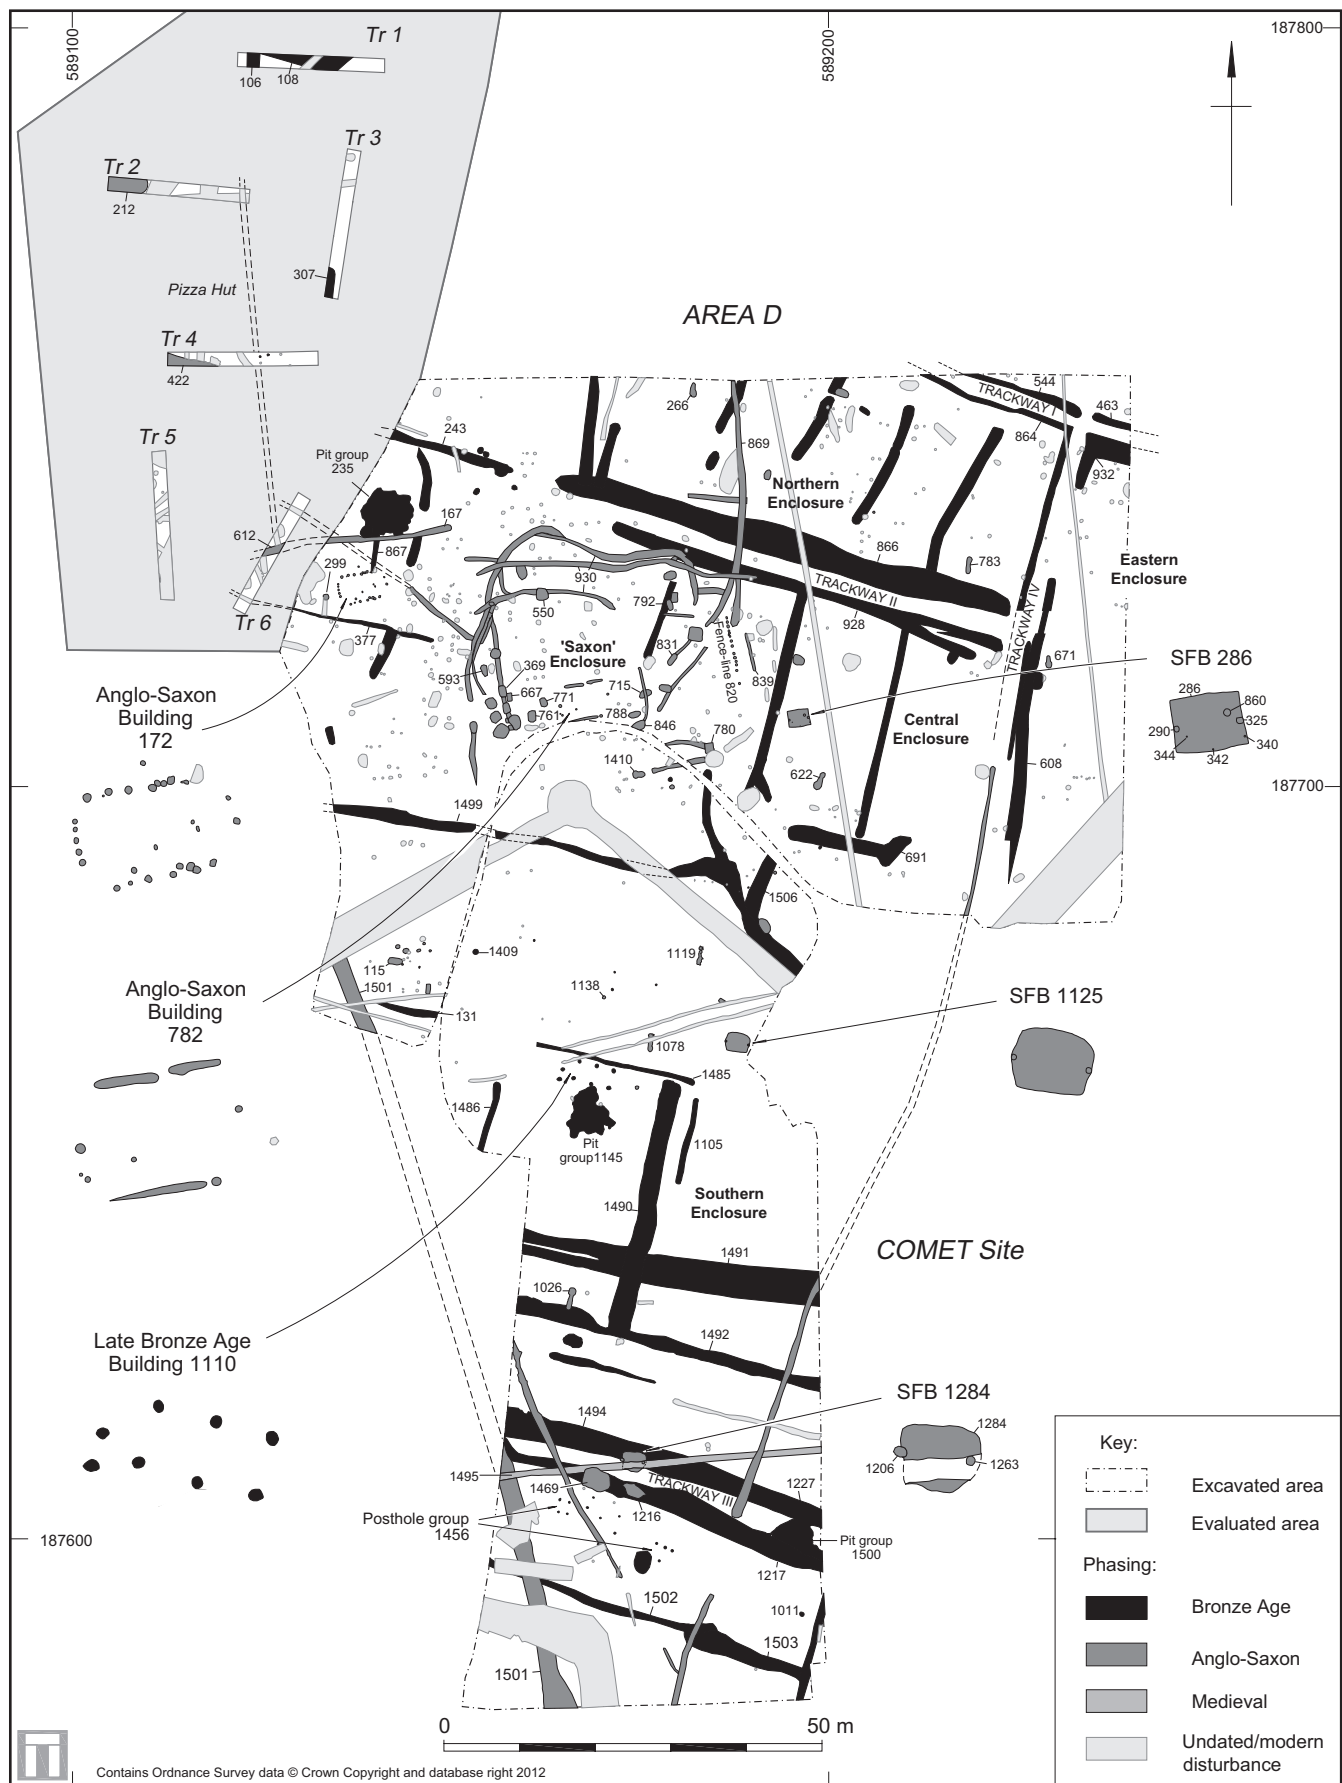 589100
589200
187800
Tr 1
106
108
Tr 3
Tr 2
212
307
Pizza Hut
AREA D
Tr 4
422
266
544
TRACKWAY I
463
864
243
869
Tr 5
Pit group
235
932
Northern
Enclosure
167
612
867
866
299
930
783
Eastern
Enclosure
TRACKWAY II
550
792
Tr 6
377
928
TRACKWAY IV
'Saxon'
Enclosure
831
Fence-line 820
671
SFB 286
593
369
839
Anglo-Saxon
Building
172
667
771
715
286
860
761
788
846
780
Central
Enclosure
290
325
344
342
340
1410
622
608
187700
1499
691
1506
1409
1119
115
1501
1138
Anglo-Saxon
Building
782
131
SFB 1125
1078
1485
1486
Pit
group1145
1105
1490
Southern
Enclosure
1491
COMET Site
1026
Late Bronze Age
Building 1110
1492
SFB 1284
1494
1284
1206
1263
1495
1469
TRACKWAY III
1227
Posthole group
1456
1216
187600
Pit group
1500
1217
1502
1011
1503
1501
Key:
Excavated area
Evaluated area
Phasing:
Bronze Age
Anglo-Saxon
Medieval
Undated/modern
disturbance
0
50 m
Contains Ordnance Survey data © Crown Copyright and database right 2012